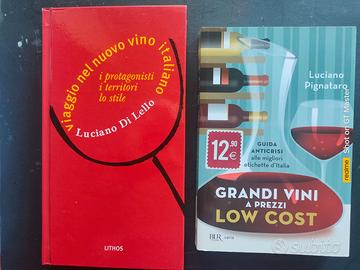 viaggio nel nuovo vino italiano
i protagonisti
i territori
lo stile
Luciano Di Lello
LITHOS
Luciano
Pignataro
GUIDA
ANTICRISI
alle migliori
etichette d'Italia
12,90
€
GRANDI VINI
A PREZZI
LOW COST
BUR
realme Shot on GT Master
subito